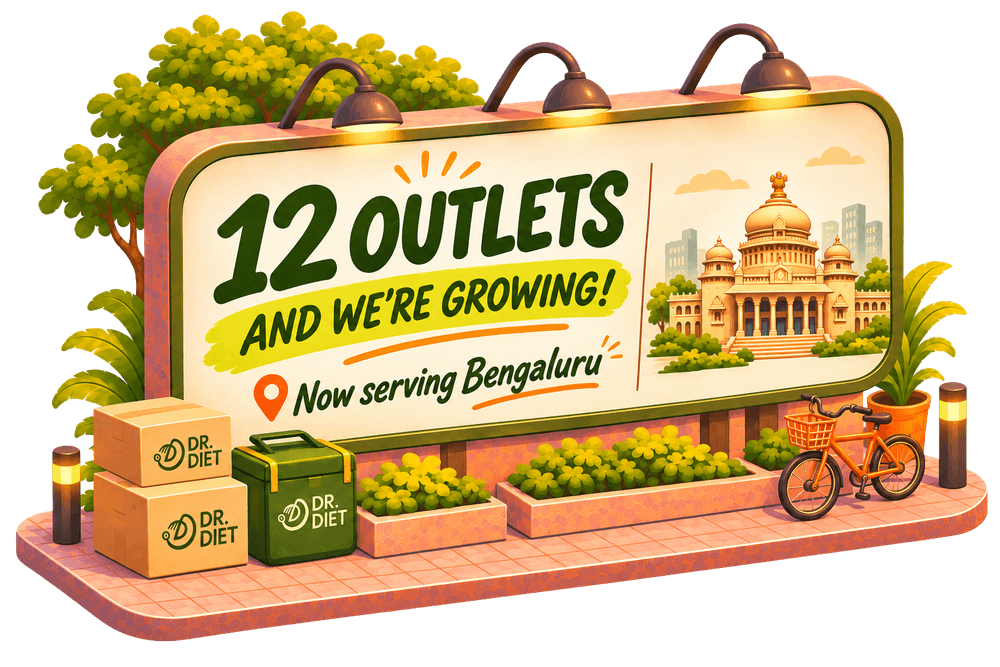 12 OUTLETS
AND WE'RE GROWING!
Now serving Bengaluru
DR.
DIET
DR.
DIET
DR.
DIET